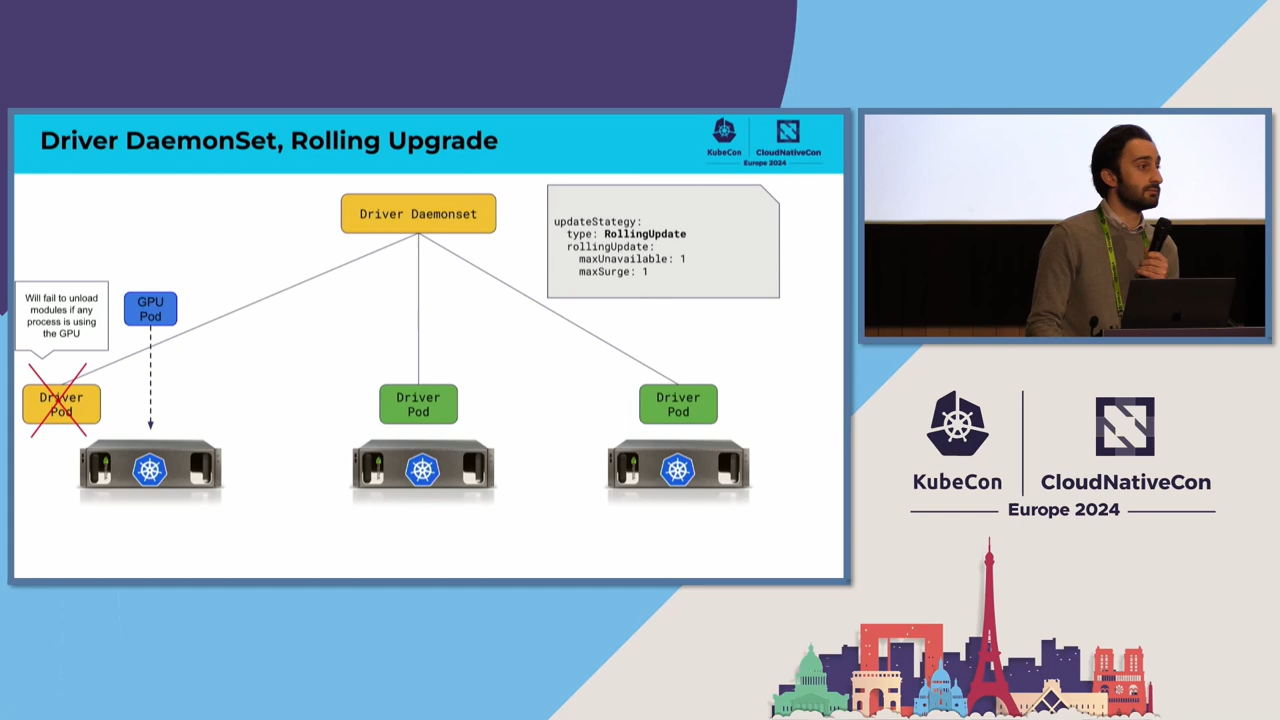 Driver DaemonSet, Rolling Upgrade
KubeCon
CloudNativeCon
Europe 2024
Driver Daemonset
updateStategy:
type: RollingUpdate
rollingUpdate:
maxUnavailable: 1
maxSurge: 1
Will fail to unload
modules if any
process is using
the GPU
GPU
Pod
Driver
Pod
Driver
Pod
Driver
Pod
KubeCon
CloudNativeCon
Europe 2024